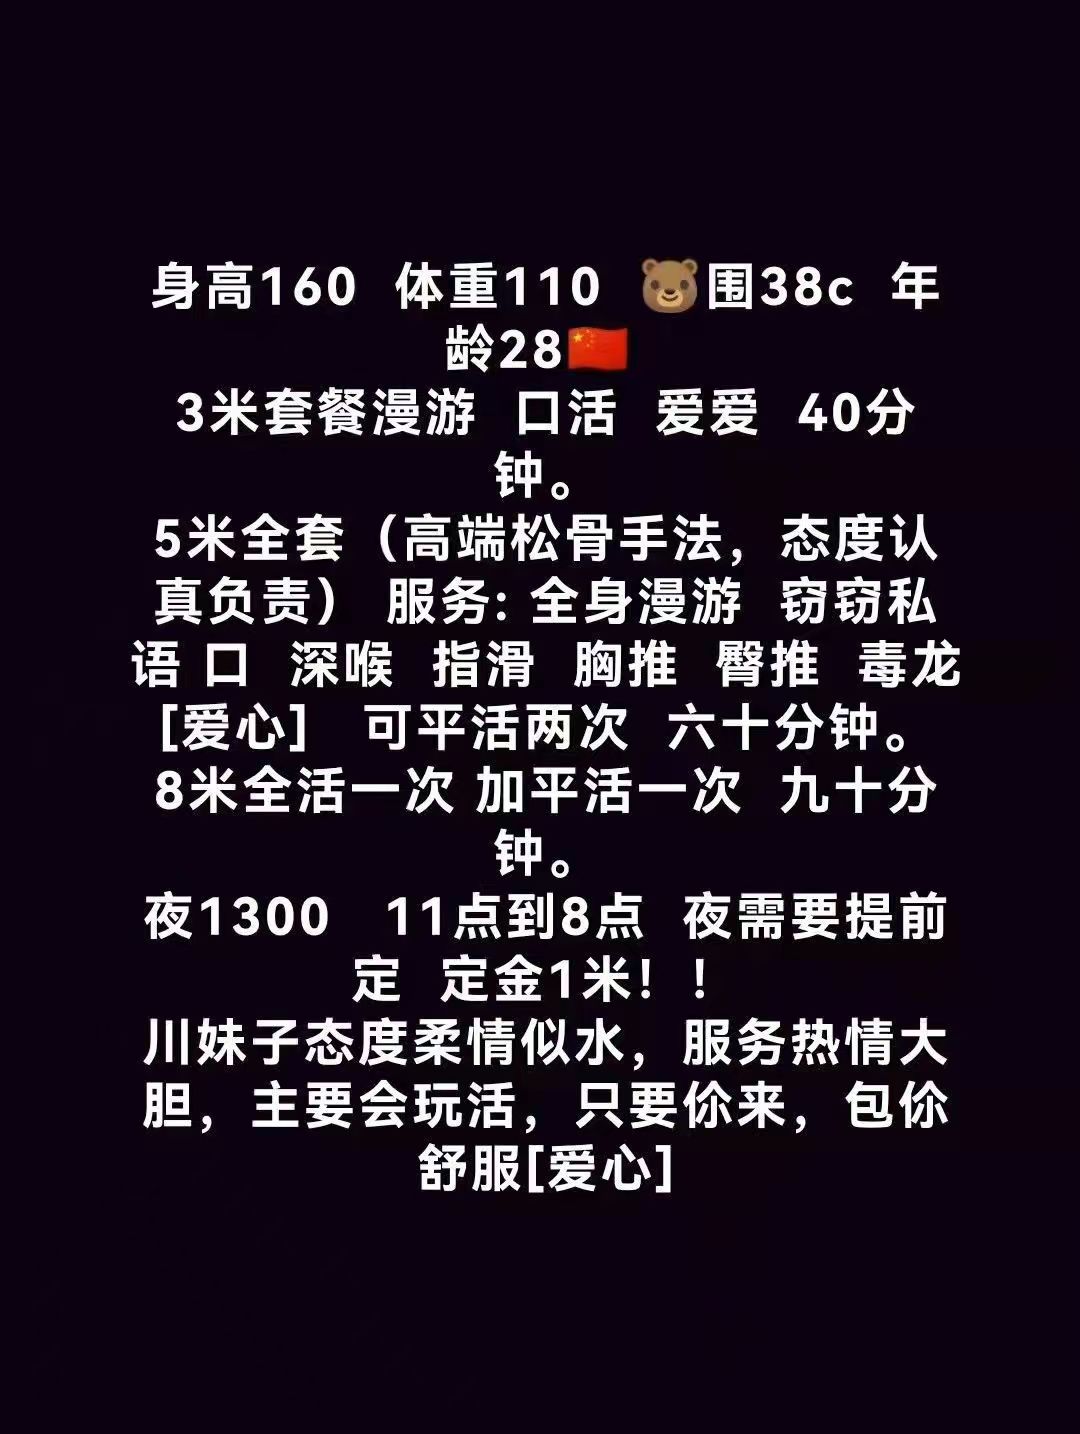 身高160 体重110 🐻围38c 年
龄28🇨🇳
3米套餐漫游 口活 爱爱 40分
钟。
5米全套（高端松骨手法，态度认
真负责） 服务: 全身漫游 窃窃私
语 口 深喉 指滑 胸推 臀推 毒龙
[爱心] 可平活两次 六十分钟。
8米全活一次 加平活一次 九十分
钟。
夜1300 11点到8点 夜需要提前
定 定金1米！！
川妹子态度柔情似水，服务热情大
胆，主要会玩活，只要你来，包你
舒服[爱心]